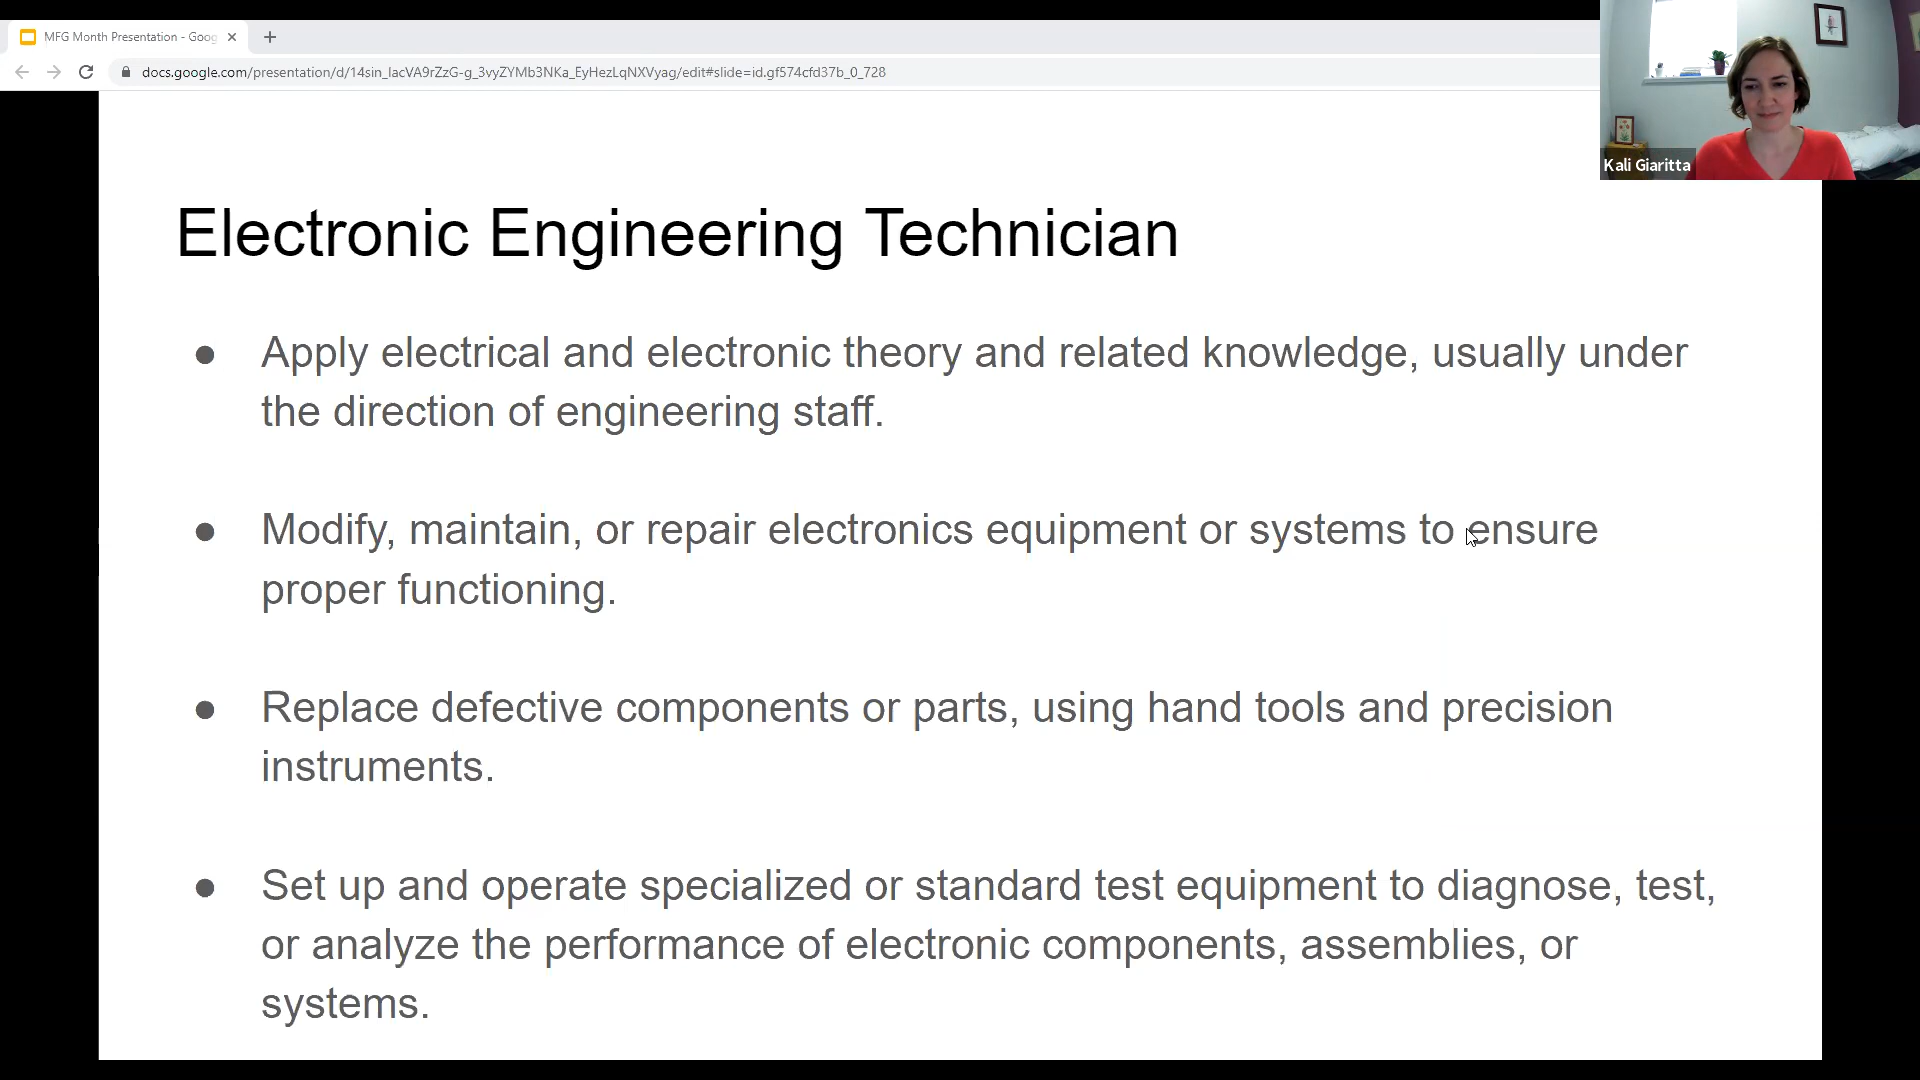 MFG Month Presentation - Goog
docs.google.com/presentation/d/14sin_lacVA9rZzG-g_3vyZYMb3NKa_EyHezLqNXVyag/edit#slide=id.gf574cfd37b_0_728
Kali Giaritta
Electronic Engineering Technician
● Apply electrical and electronic theory and related knowledge, usually under
the direction of engineering staff.
● Modify, maintain, or repair electronics equipment or systems to ensure
proper functioning.
● Replace defective components or parts, using hand tools and precision
instruments.
● Set up and operate specialized or standard test equipment to diagnose, test,
or analyze the performance of electronic components, assemblies, or
systems.